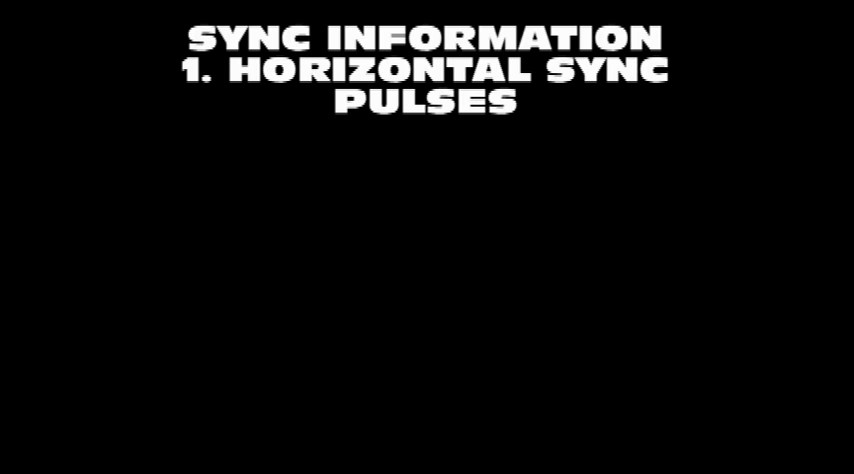 SYNC INFORMATION
1. HORIZONTAL SYNC
PULSES